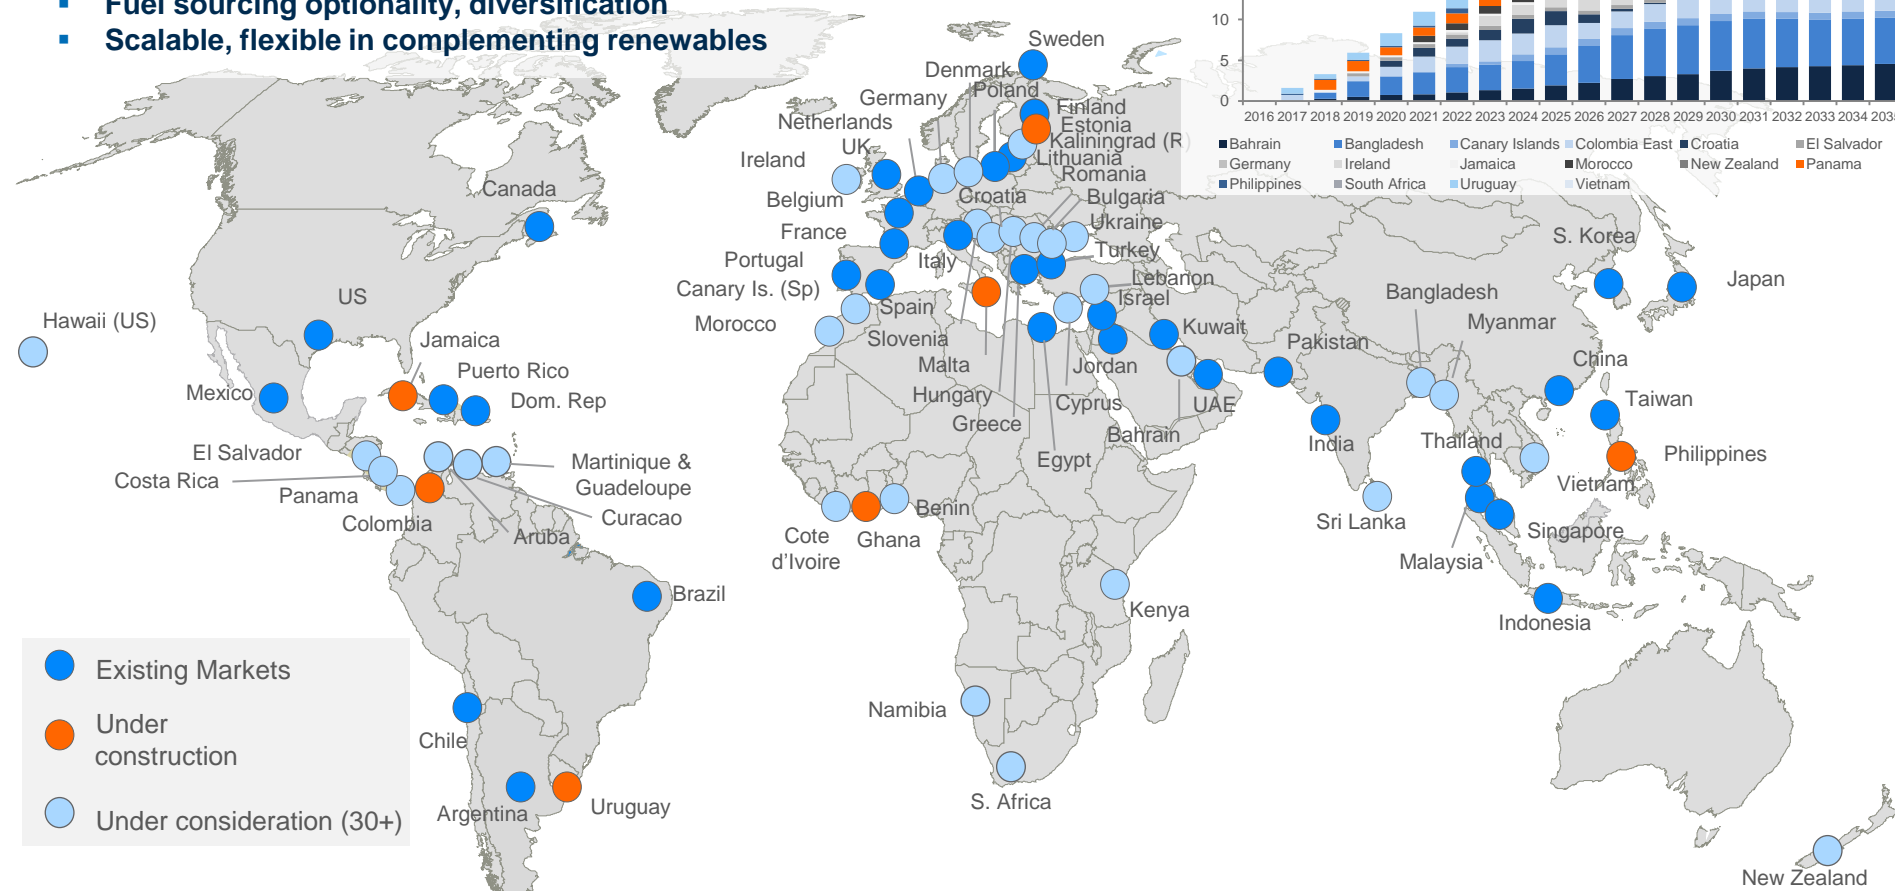 ▪ Fuel sourcing optionality, diversification
▪ Scalable, flexible in complementing renewables
10
5
0
2016 2017 2018 2019 2020 2021 2022 2023 2024 2025 2026 2027 2028 2029 2030 2031 2032 2033 2034 2035
Bahrain Bangladesh Canary Islands Colombia East Croatia El Salvador
Germany Ireland Jamaica Morocco New Zealand Panama
Philippines South Africa Uruguay Vietnam
Sweden
Denmark
Poland
Germany
Finland
Netherlands
Estonia
Kaliningrad (R)
UK
Lithuania
Ireland
Romania
Belgium
Croatia
Bulgaria
Ukraine
France
Turkey
Portugal
Italy
Lebanon
Canary Is. (Sp)
Israel
Spain
Morocco
Slovenia
Kuwait
Malta
Jordan
Hungary
Cyprus
UAE
Greece
Bahrain
Egypt
Canada
US
Hawaii (US)
Jamaica
Puerto Rico
Mexico
Dom. Rep
El Salvador
Martinique &
Guadeloupe
Costa Rica
Panama
Curacao
Colombia
Aruba
Brazil
Chile
Argentina
Uruguay
Benin
Cote
d’Ivoire
Ghana
Kenya
Namibia
S. Africa
S. Korea
Japan
Bangladesh
Myanmar
Pakistan
China
Taiwan
India
Thailand
Philippines
Vietnam
Sri Lanka
Singapore
Malaysia
Indonesia
New Zealand
Existing Markets
Under
construction
Under consideration (30+)